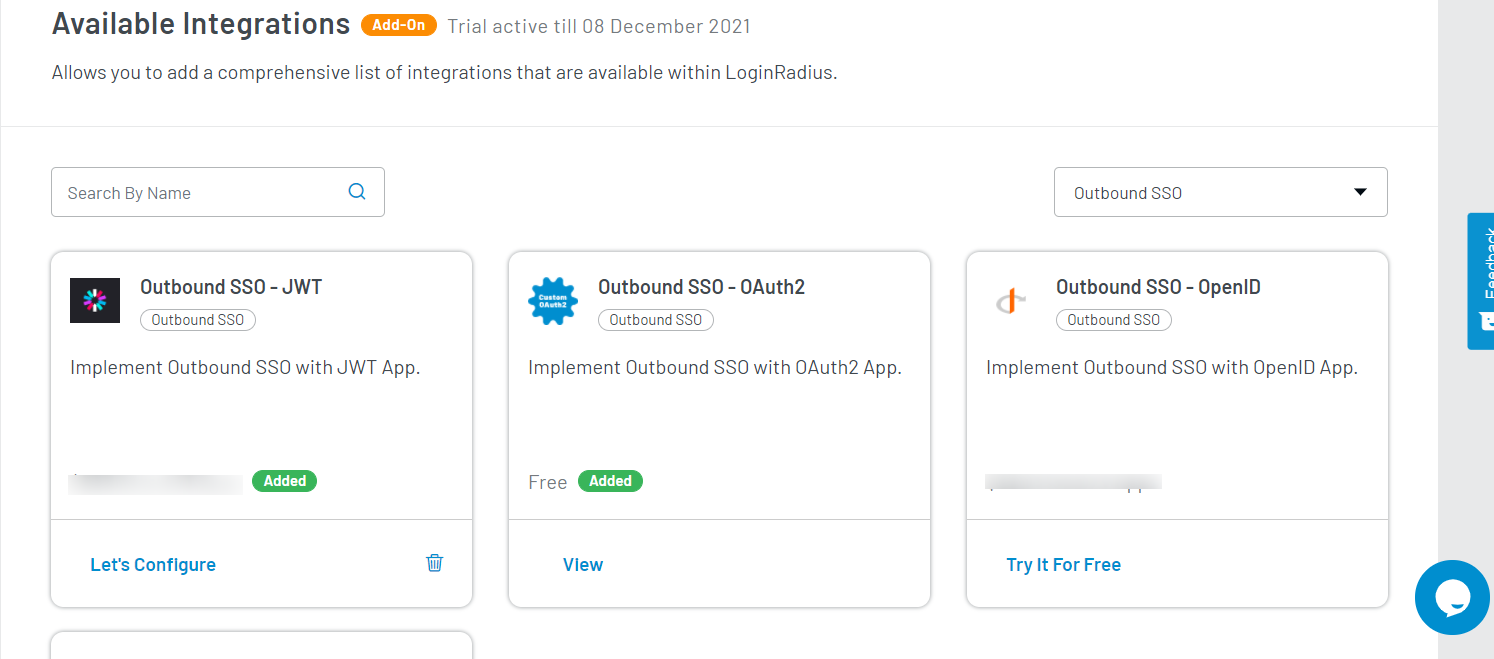 Available Integrations Add-On Trial active till 08 December 2021
Allows you to add a comprehensive list of integrations that are available within LoginRadius.
Search By Name
Outbound SSO
Outbound SSO - JWT
Outbound SSO
Implement Outbound SSO with JWT App.
Added
Let's Configure
Custom
OAuth2
Outbound SSO - OAuth2
Outbound SSO
Implement Outbound SSO with OAuth2 App.
Free Added
View
Outbound SSO - OpenID
Outbound SSO
Implement Outbound SSO with OpenID App.
Try It For Free
Feedback